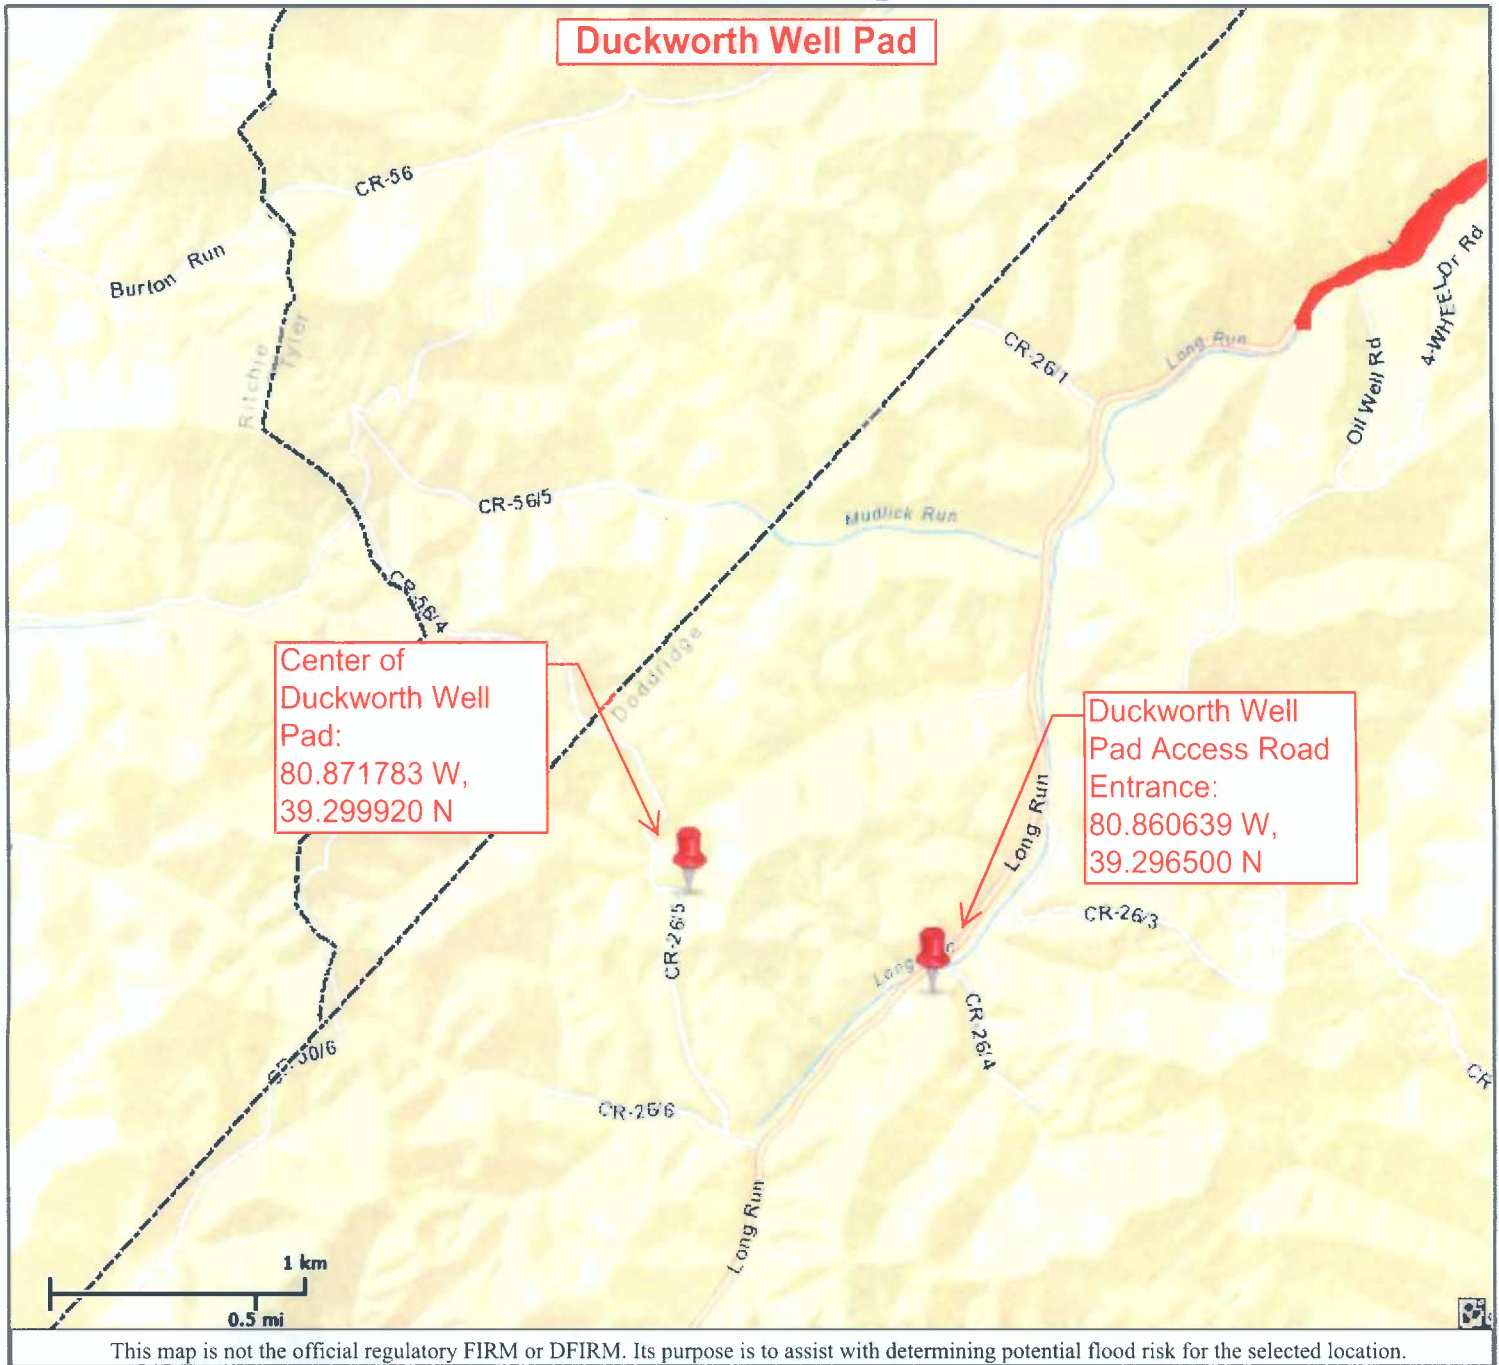 Duckworth Well Pad
CR-56
Burton Run
Ritchie
Tyler
CR-26/1
Long Run
4-WHEEL Dr Rd
Oil Well Rd
CR-56/5
Mudlick Run
CR-56/4
Doddridge
Center of
Duckworth Well
Pad:
80.871783 W,
39.299920 N
Duckworth Well
Pad Access Road
Entrance:
80.860639 W,
39.296500 N
Long Run
CR-26/5
CR-26/3
Long
CR-26/4
CR
CR-26/6
Long Run
1 km
0.5 mi
This map is not the official regulatory FIRM or DFIRM. Its purpose is to assist with determining potential flood risk for the selected location.